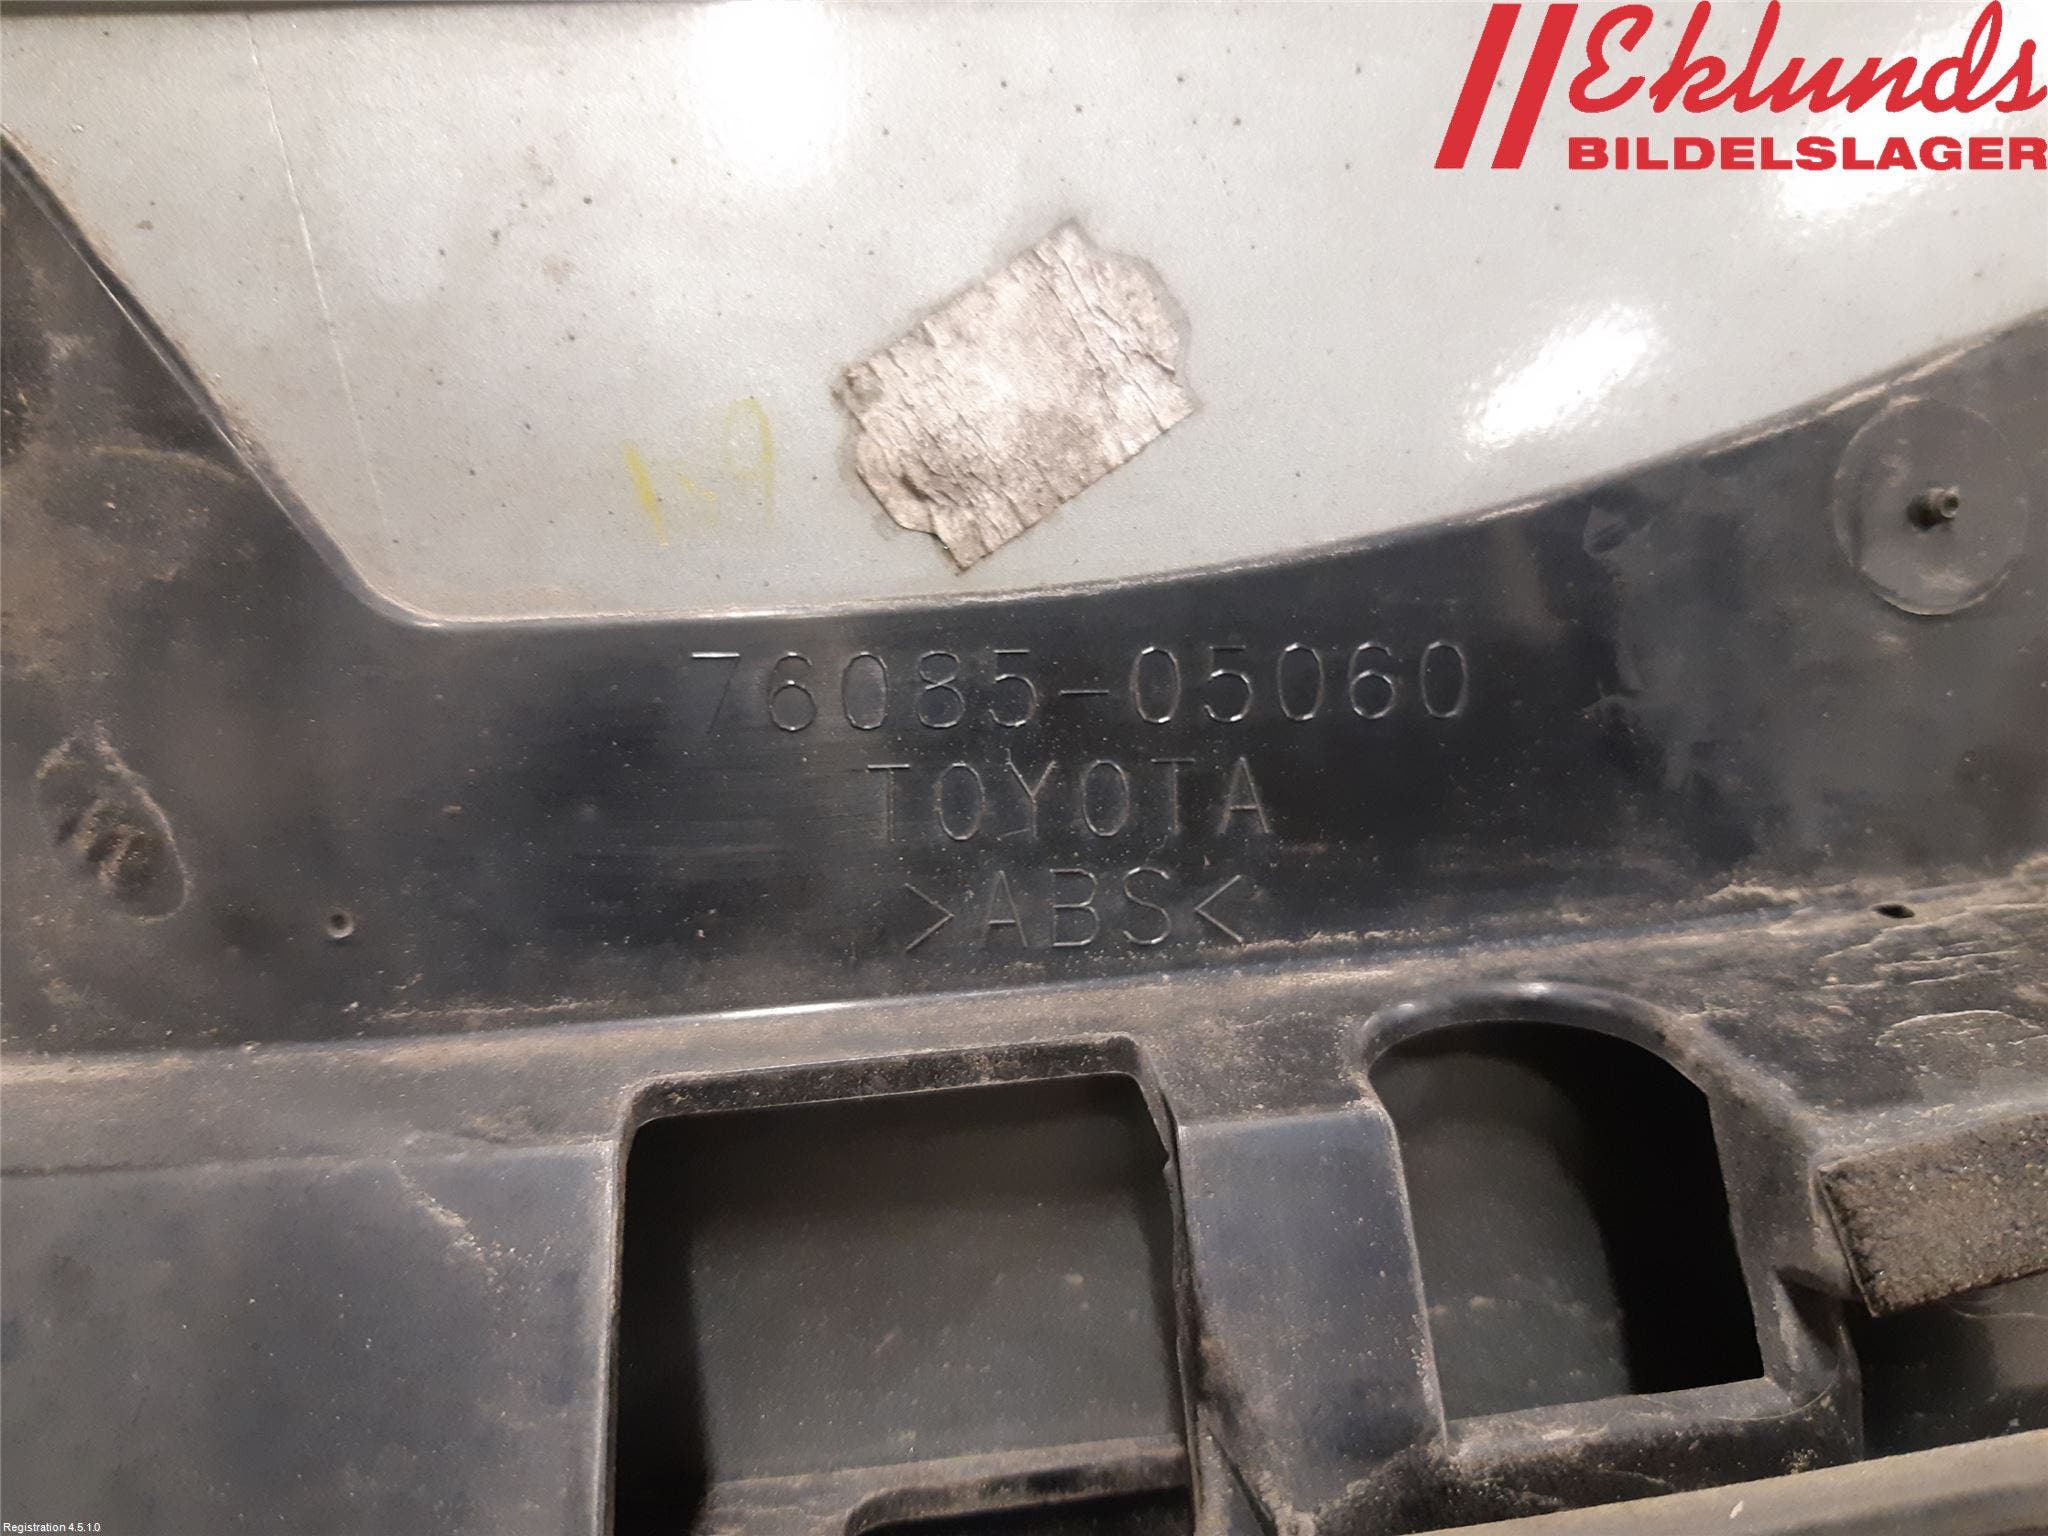 Eklunds
BILDELSLAGER
76085-05060
TOYOTA
>ABS<
Registration 4.5.1.0